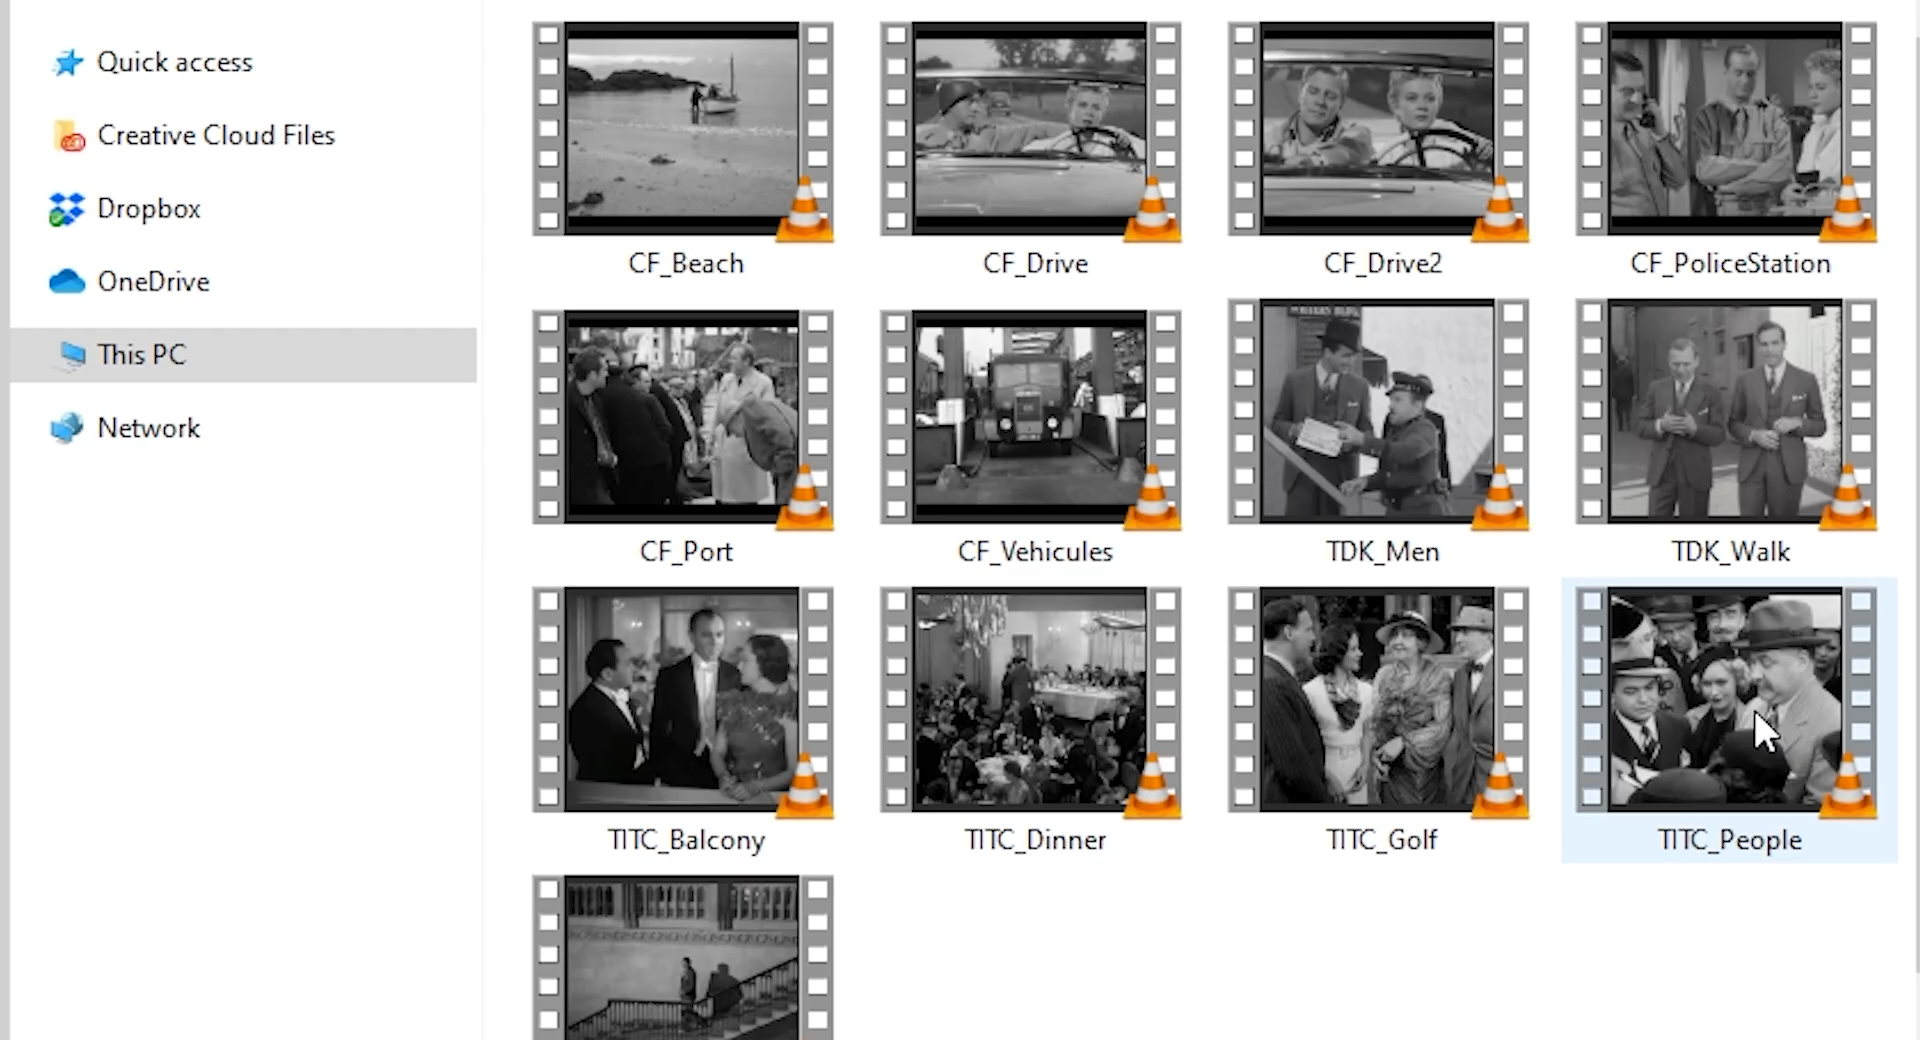 Quick access
Creative Cloud Files
Dropbox
OneDrive
This PC
Network
CF_Beach
CF_Drive
CF_Drive2
CF_PoliceStation
CF_Port
CF_Vehicules
TDK_Men
TDK_Walk
TITC_Balcony
TITC_Dinner
TITC_Golf
TITC_People